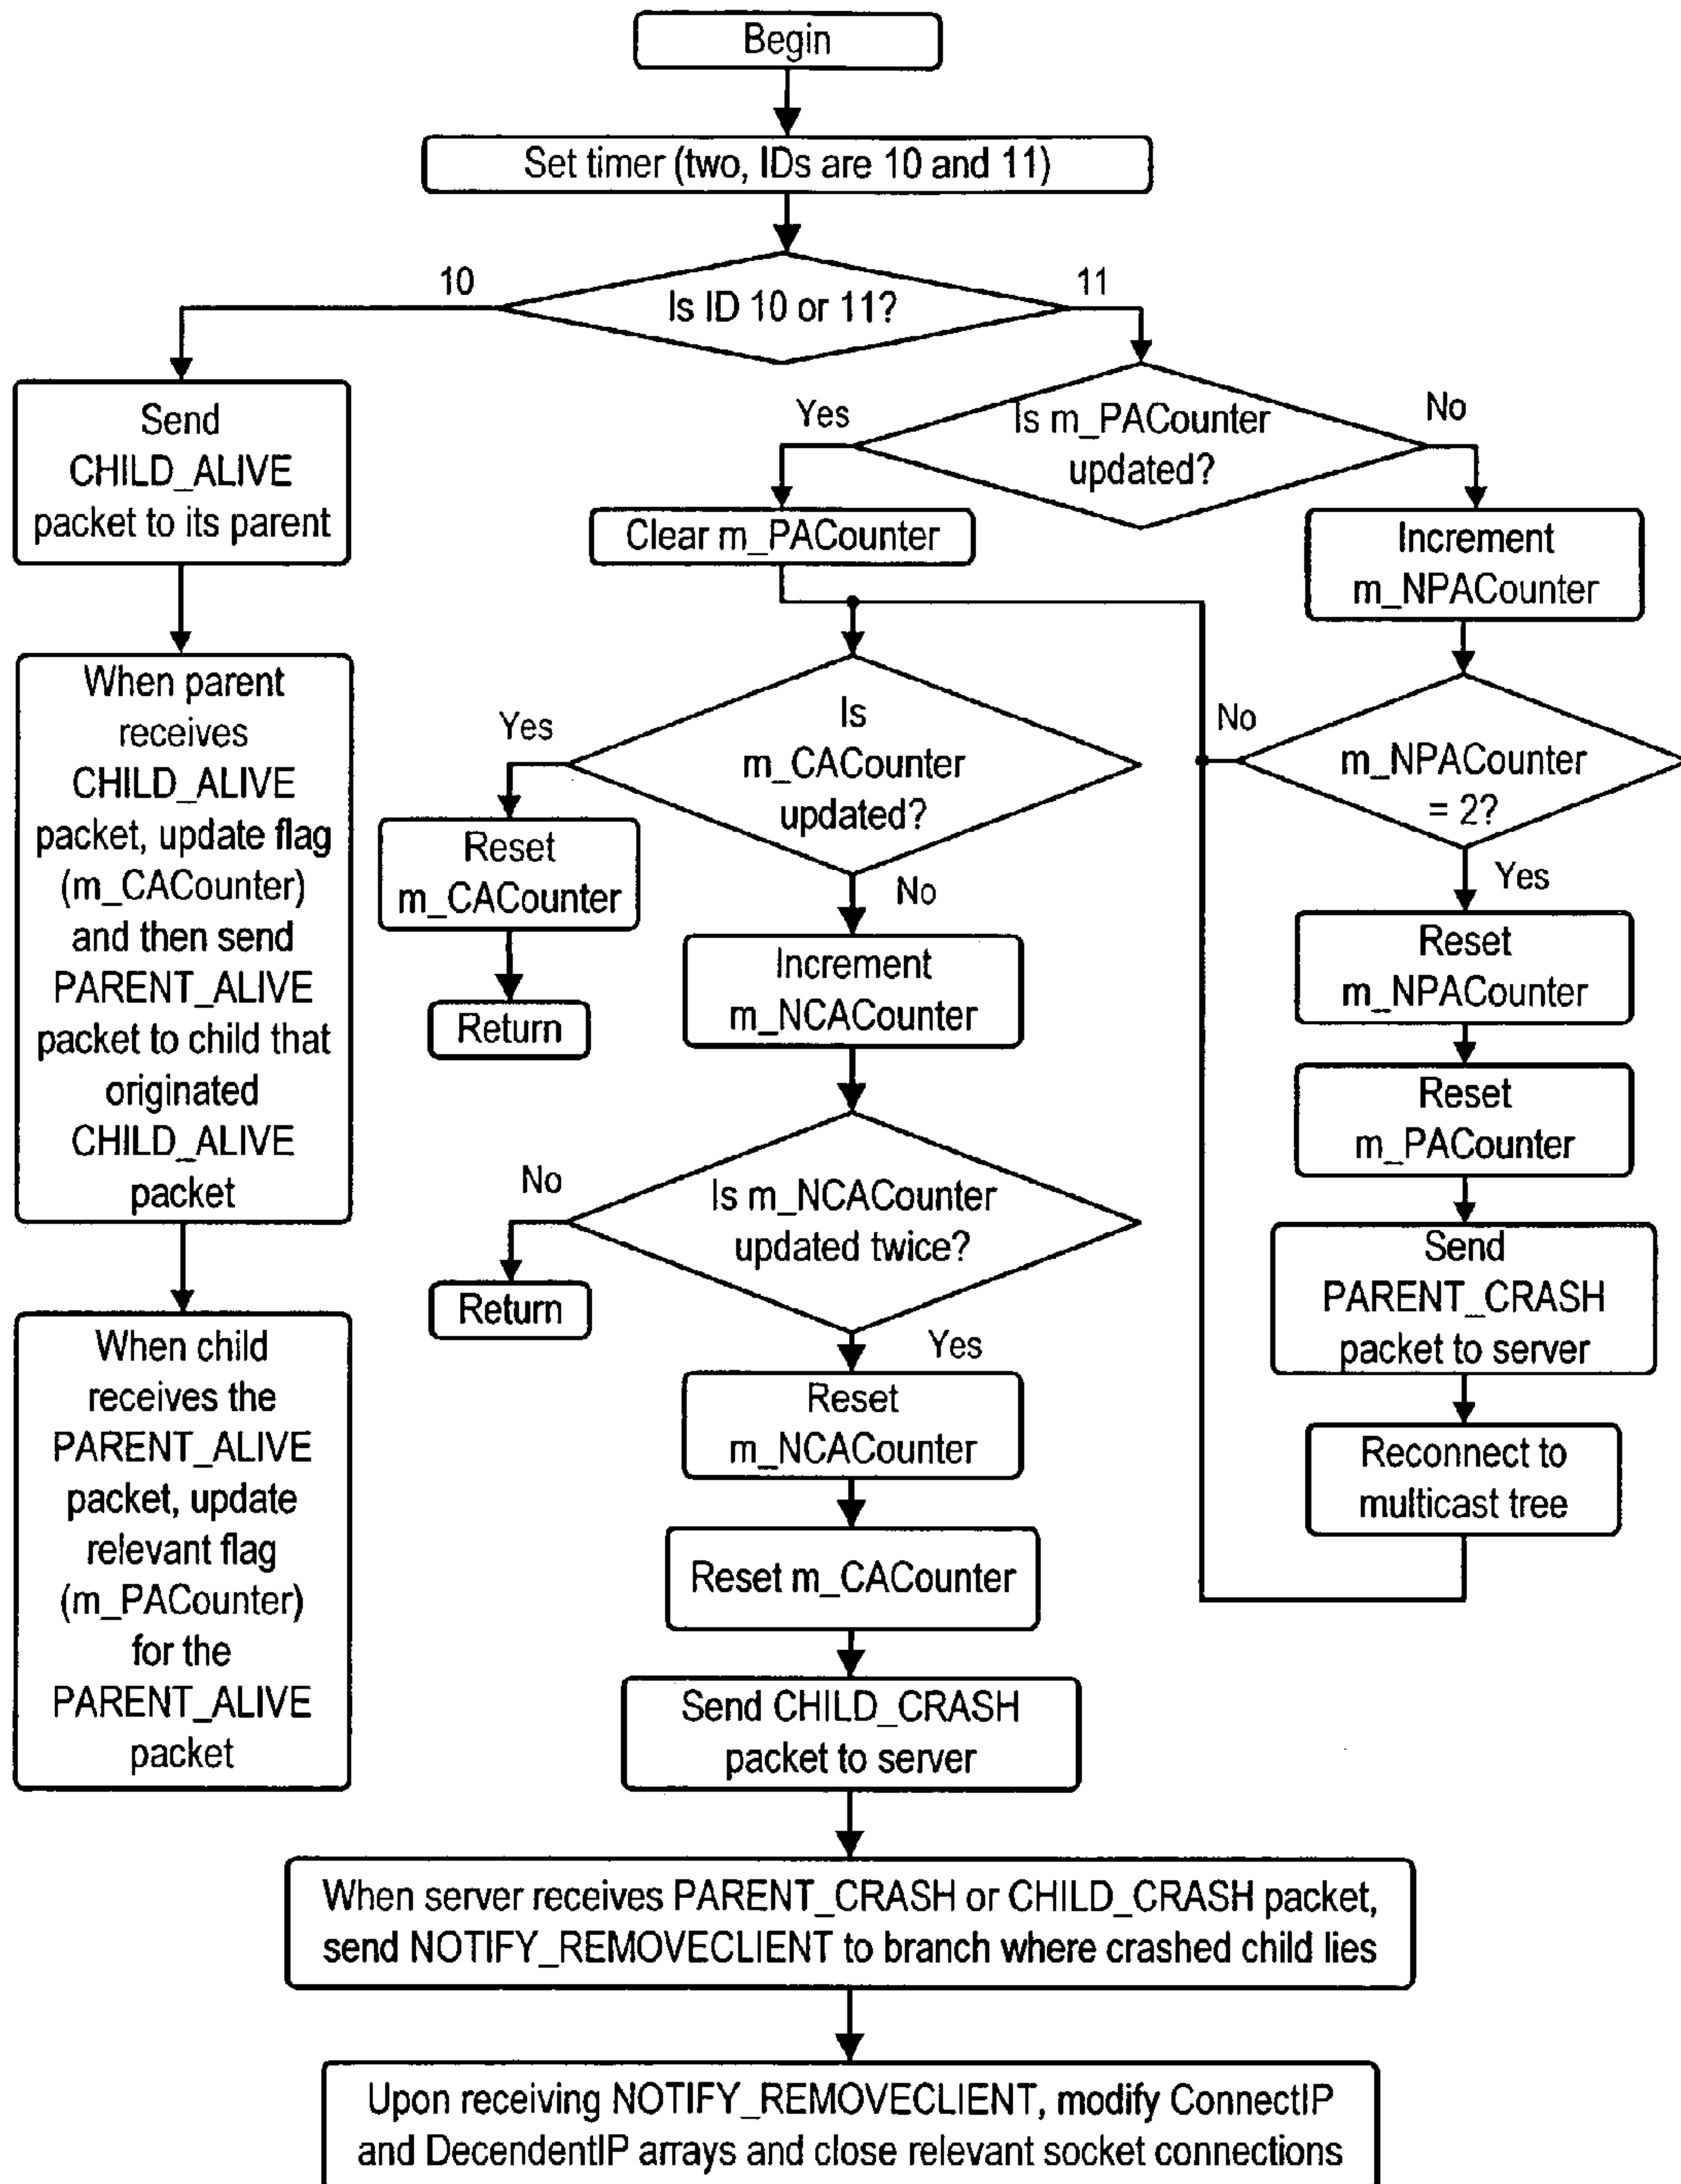 Begin
Set timer (two, IDs are 10 and 11)
10
Is ID 10 or 11?
11
Send
CHILD_ALIVE
packet to its parent
When parent
receives
CHILD_ALIVE
packet, update flag
(m_CACounter)
and then send
PARENT_ALIVE
packet to child that
originated
CHILD_ALIVE
packet
When child
receives the
PARENT_ALIVE
packet, update
relevant flag
(m_PACounter)
for the
PARENT_ALIVE
packet
Yes
Is m_PACounter
updated?
No
Clear m_PACounter
Increment
m_NPACounter
No
m_NPACounter
= 2?
Yes
Reset
m_NPACounter
Reset
m_PACounter
Send
PARENT_CRASH
packet to server
Reconnect to
multicast tree
Yes
Is
m_CACounter
updated?
Reset
m_CACounter
Return
No
Increment
m_NCACounter
No
Is m_NCACounter
updated twice?
Return
Yes
Reset
m_NCACounter
Reset m_CACounter
Send CHILD_CRASH
packet to server
When server receives PARENT_CRASH or CHILD_CRASH packet,
send NOTIFY_REMOVECLIENT to branch where crashed child lies
Upon receiving NOTIFY_REMOVECLIENT, modify ConnectIP
and DecendentIP arrays and close relevant socket connections